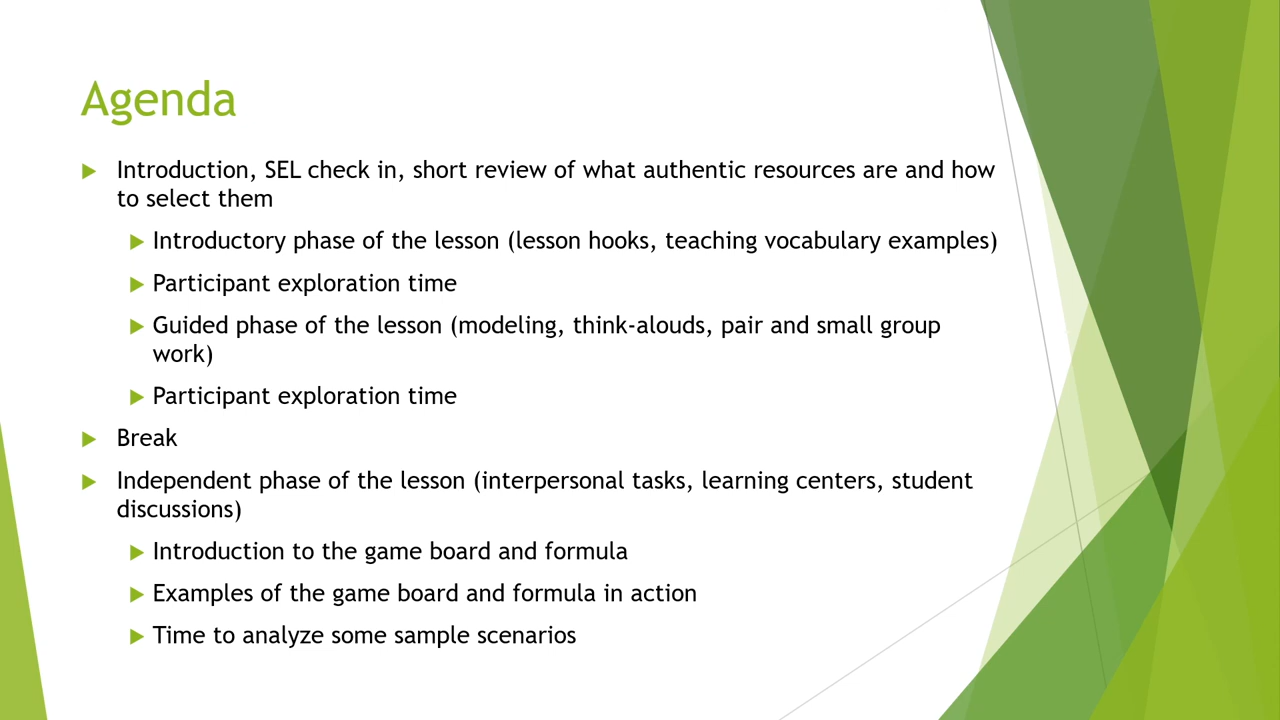 Agenda
Introduction, SEL check in, short review of what authentic resources are and how
to select them
Introductory phase of the lesson (lesson hooks, teaching vocabulary examples)
Participant exploration time
Guided phase of the lesson (modeling, think-alouds, pair and small group
work)
Participant exploration time
Break
Independent phase of the lesson (interpersonal tasks, learning centers, student
discussions)
Introduction to the game board and formula
Examples of the game board and formula in action
Time to analyze some sample scenarios